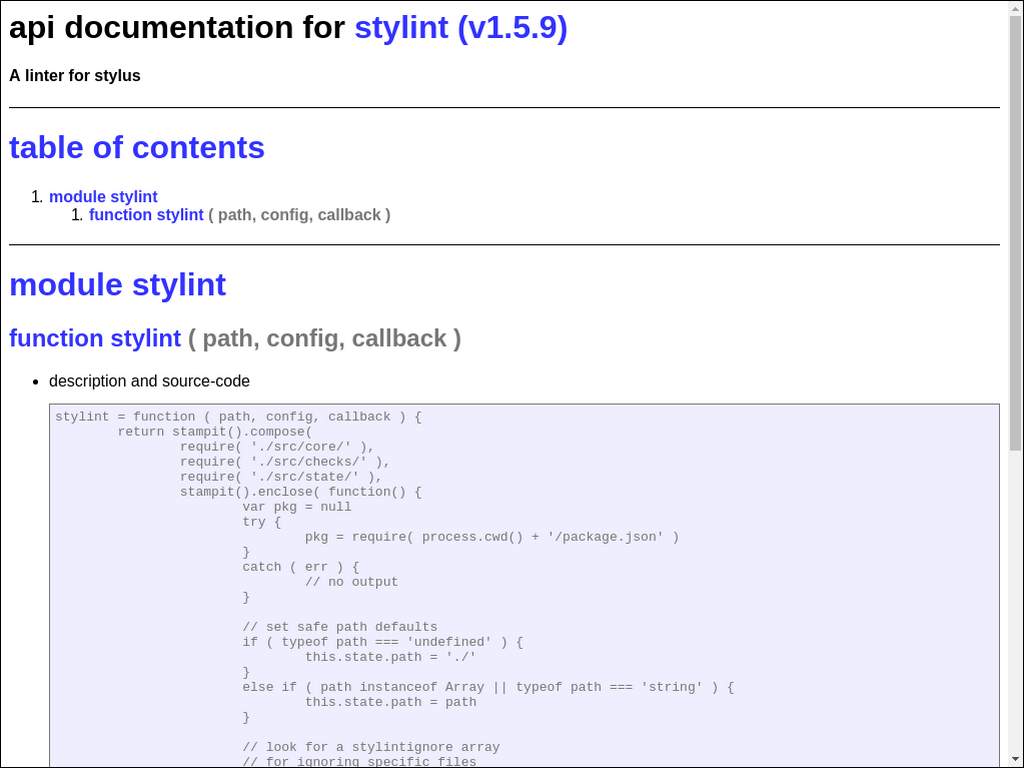 api documentation for stylint (v1.5.9)
A linter for stylus
table of contents
1. module stylint
1. function stylint ( path, config, callback )
module stylint
function stylint ( path, config, callback )
• description and source-code
stylint = function ( path, config, callback ) {
        return stampit().compose(
                require( './src/core/' ),
                require( './src/checks/' ),
                require( './src/state/' ),
                stampit().enclose( function() {
                        var pkg = null
                        try {
                                pkg = require( process.cwd() + '/package.json' )
                        }
                        catch ( err ) {
                                // no output
                        }

                        // set safe path defaults
                        if ( typeof path === 'undefined' ) {
                                this.state.path = './'
                        }
                        else if ( path instanceof Array || typeof path === 'string' ) {
                                this.state.path = path
                        }

                        // look for a stylintignore array
                        // for ignoring specific files